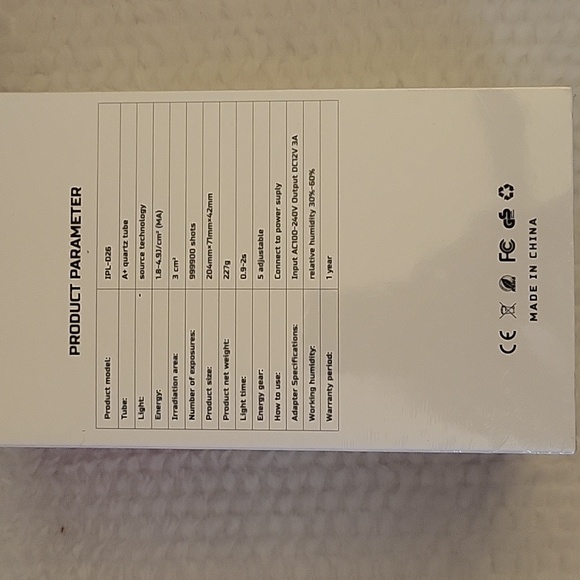 PRODUCT PARAMETER
Product model: IPL-D26
Tube: A+ quartz tube
Light: source technology
Energy: 1.8-4.9J/cm² (MA)
Irradiation area: 3 cm²
Number of exposures: 999900 shots
Product size: 204mm*71mm*42mm
Product net weight: 227g
Light time: 0.9-2s
Energy gear: 5 adjustable
How to use: Connect to power suply
Adapter Specifications: Input AC100-240V Output DC12V 3A
Working humidity: relative humidity 30%-60%
Warranty period: 1 year
CE FC GS
MADE IN CHINA